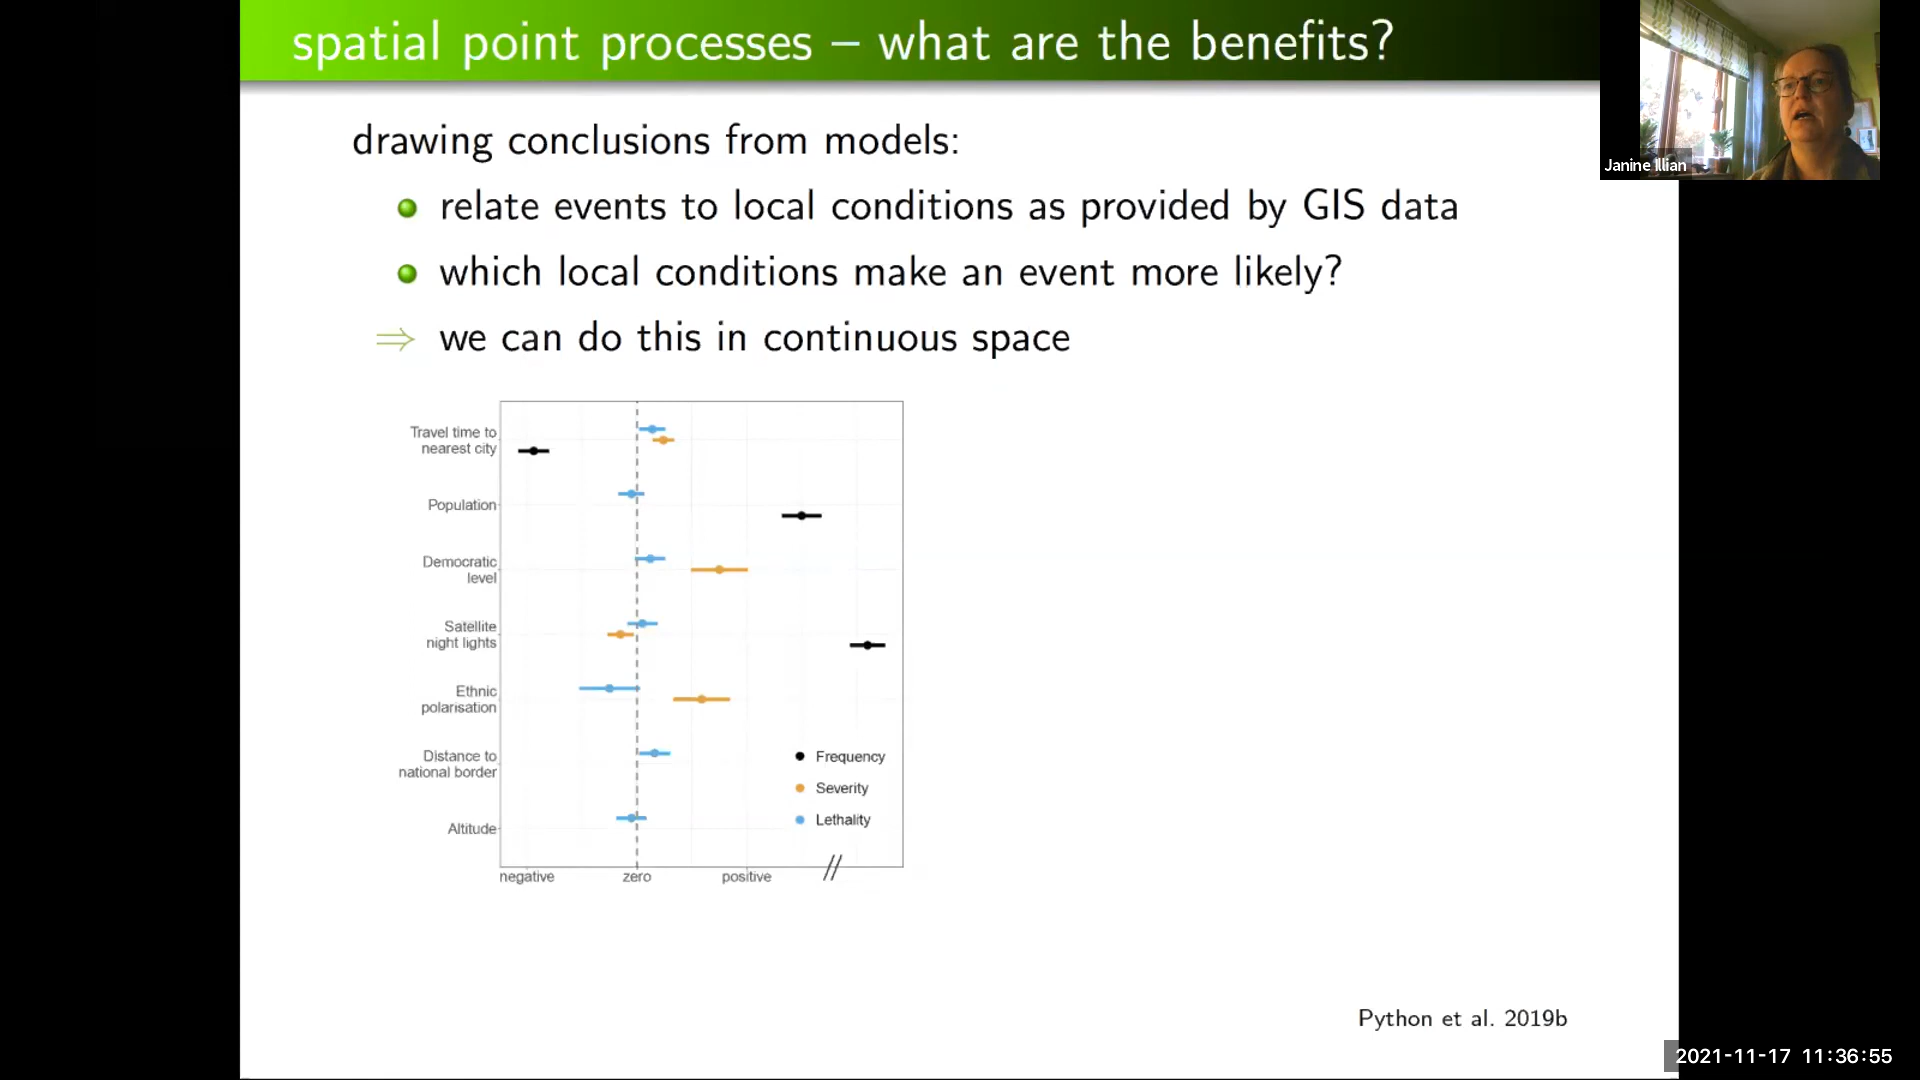 spatial point processes – what are the benefits?
Janine Illian
drawing conclusions from models:
relate events to local conditions as provided by GIS data
which local conditions make an event more likely?
⇒ we can do this in continuous space
Travel time to
nearest city
Population
Democratic
level
Satellite
night lights
Ethnic
polarisation
Distance to
national border
Altitude
Frequency
Severity
Lethality
negative zero positive //
Python et al. 2019b
2021-11-17 11:36:55